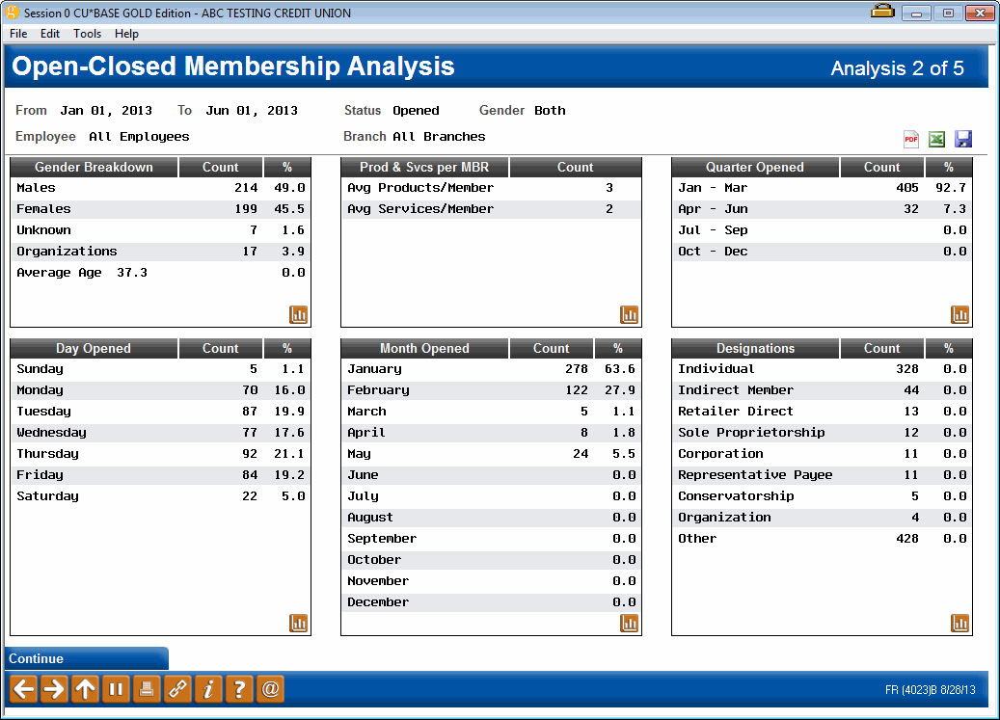 Session 0 CU*BASE GOLD Edition - ABC TESTING CREDIT UNION
File Edit Tools Help
Open-Closed Membership Analysis
Analysis 2 of 5
From Jan 01, 2013 To Jun 01, 2013 Status Opened Gender Both
Employee All Employees Branch All Branches
PDF
Gender Breakdown Count %
Males 214 49.0
Females 199 45.5
Unknown 7 1.6
Organizations 17 3.9
Average Age 37.3 0.0
Prod & Svcs per MBR Count
Avg Products/Member 3
Avg Services/Member 2
Quarter Opened Count %
Jan - Mar 405 92.7
Apr - Jun 32 7.3
Jul - Sep 0.0
Oct - Dec 0.0
Day Opened Count %
Sunday 5 1.1
Monday 70 16.0
Tuesday 87 19.9
Wednesday 77 17.6
Thursday 92 21.1
Friday 84 19.2
Saturday 22 5.0
Month Opened Count %
January 278 63.6
February 122 27.9
March 5 1.1
April 8 1.8
May 24 5.5
June 0.0
July 0.0
August 0.0
September 0.0
October 0.0
November 0.0
December 0.0
Designations Count %
Individual 328 0.0
Indirect Member 44 0.0
Retailer Direct 13 0.0
Sole Proprietorship 12 0.0
Corporation 11 0.0
Representative Payee 11 0.0
Conservatorship 5 0.0
Organization 4 0.0
Other 428 0.0
Continue
i ? @
FR (4023)B 8/28/13